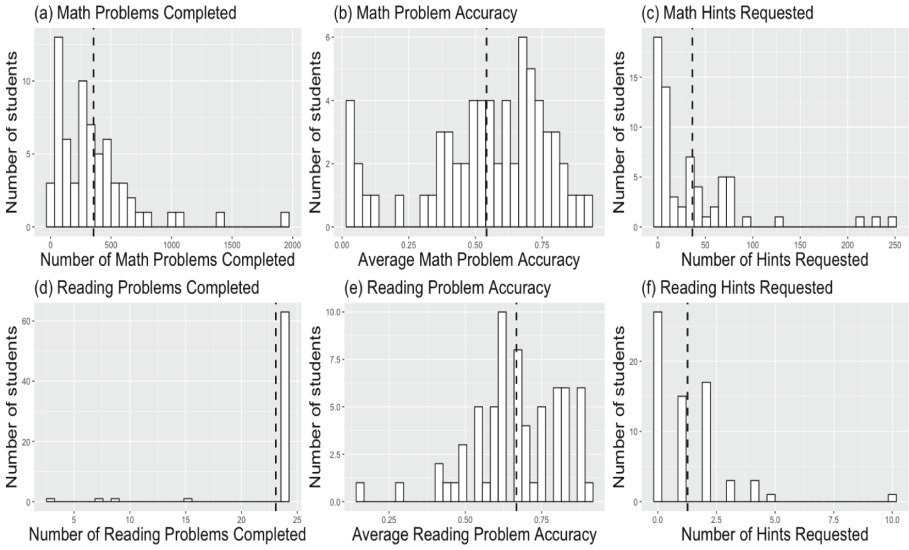 (a) Math Problems Completed
(b) Math Problem Accuracy
(c) Math Hints Requested
Number of students
10
5
0
0
500
1000
1500
2000
Number of Math Problems Completed
Number of students
6
4
2
0
0.00
0.25
0.50
0.75
Average Math Problem Accuracy
Number of students
15
10
5
0
0
50
100
150
200
250
Number of Hints Requested
(d) Reading Problems Completed
(e) Reading Problem Accuracy
(f) Reading Hints Requested
Number of students
60
40
20
0
5
10
15
20
25
Number of Reading Problems Completed
Number of students
10.0
7.5
5.0
2.5
0.0
0.25
0.50
0.75
Average Reading Problem Accuracy
Number of students
20
10
0
0.0
2.5
5.0
7.5
10.0
Number of Hints Requested